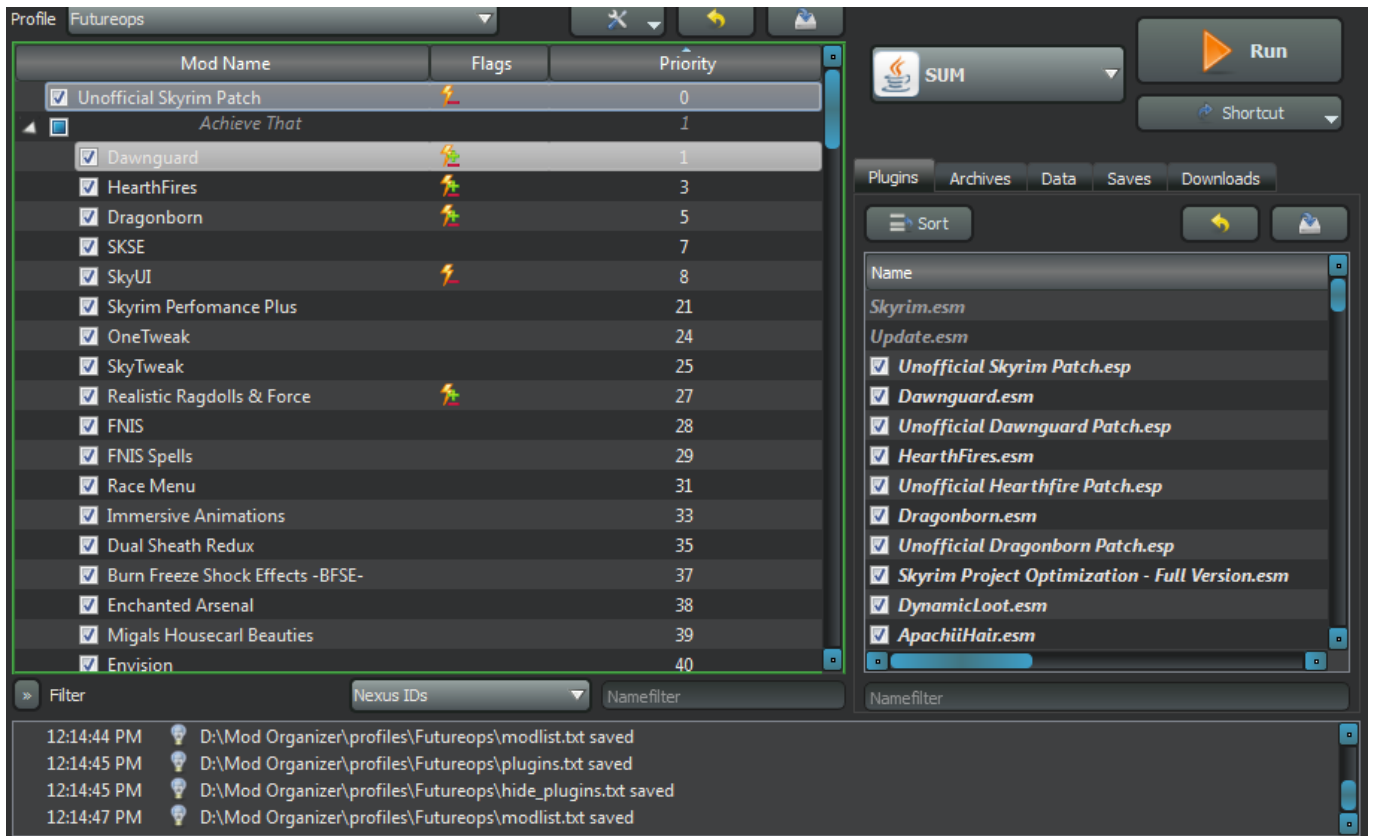 Profile Futureops
Mod Name Flags Priority
Unofficial Skyrim Patch 0
Achieve That 1
Dawnguard 1
HearthFires 3
Dragonborn 5
SKSE 7
SkyUI 8
Skyrim Perfomance Plus 21
OneTweak 24
SkyTweak 25
Realistic Ragdolls & Force 27
FNIS 28
FNIS Spells 29
Race Menu 31
Immersive Animations 33
Dual Sheath Redux 35
Burn Freeze Shock Effects -BFSE- 37
Enchanted Arsenal 38
Migals Housecarl Beauties 39
Envision 40
» Filter Nexus IDs Namefilter
SUM
Run
Shortcut
Plugins Archives Data Saves Downloads
Sort
Name
Skyrim.esm
Update.esm
Unofficial Skyrim Patch.esp
Dawnguard.esm
Unofficial Dawnguard Patch.esp
HearthFires.esm
Unofficial Hearthfire Patch.esp
Dragonborn.esm
Unofficial Dragonborn Patch.esp
Skyrim Project Optimization - Full Version.esm
DynamicLoot.esm
ApachiiHair.esm
Namefilter
12:14:44 PM D:\Mod Organizer\profiles\Futureops\modlist.txt saved
12:14:45 PM D:\Mod Organizer\profiles\Futureops\plugins.txt saved
12:14:45 PM D:\Mod Organizer\profiles\Futureops\hide_plugins.txt saved
12:14:47 PM D:\Mod Organizer\profiles\Futureops\modlist.txt saved